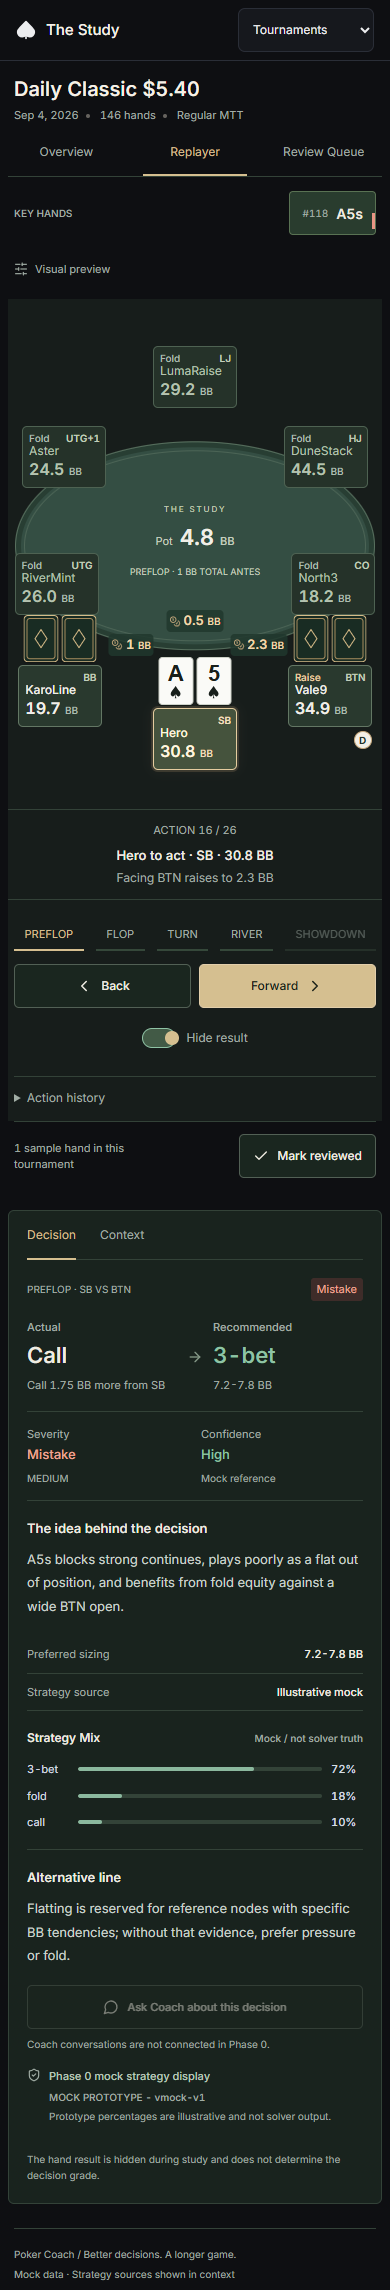 The Study
Tournaments
Daily Classic $5.40
Sep 4, 2026 • 146 hands • Regular MTT
Overview
Replayer
Review Queue
KEY HANDS
#118 A5s
Visual preview
Fold LJ
LumaRaise
29.2 BB
Fold UTG+1
Aster
24.5 BB
Fold HJ
DuneStack
44.5 BB
THE STUDY
Pot 4.8 BB
PREFLOP · 1 BB TOTAL ANTES
Fold UTG
RiverMint
26.0 BB
Fold CO
North3
18.2 BB
0.5 BB
1 BB
2.3 BB
A
5
BB
KaroLine
19.7 BB
Raise BTN
Vale9
34.9 BB
D
SB
Hero
30.8 BB
ACTION 16 / 26
Hero to act · SB · 30.8 BB
Facing BTN raises to 2.3 BB
PREFLOP
FLOP
TURN
RIVER
SHOWDOWN
Back
Forward
Hide result
Action history
1 sample hand in this
tournament
Mark reviewed
Decision
Context
PREFLOP · SB VS BTN
Mistake
Actual
Recommended
Call
→ 3-bet
Call 1.75 BB more from SB
7.2-7.8 BB
Severity
Confidence
Mistake
High
MEDIUM
Mock reference
The idea behind the decision
A5s blocks strong continues, plays poorly as a flat out
of position, and benefits from fold equity against a
wide BTN open.
Preferred sizing 7.2-7.8 BB
Strategy source Illustrative mock
Strategy Mix Mock / not solver truth
3-bet 72%
fold 18%
call 10%
Alternative line
Flatting is reserved for reference nodes with specific
BB tendencies; without that evidence, prefer pressure
or fold.
Ask Coach about this decision
Coach conversations are not connected in Phase 0.
Phase 0 mock strategy display
MOCK PROTOTYPE - vmock-v1
Prototype percentages are illustrative and not solver output.
The hand result is hidden during study and does not determine the
decision grade.
Poker Coach / Better decisions. A longer game.
Mock data · Strategy sources shown in context